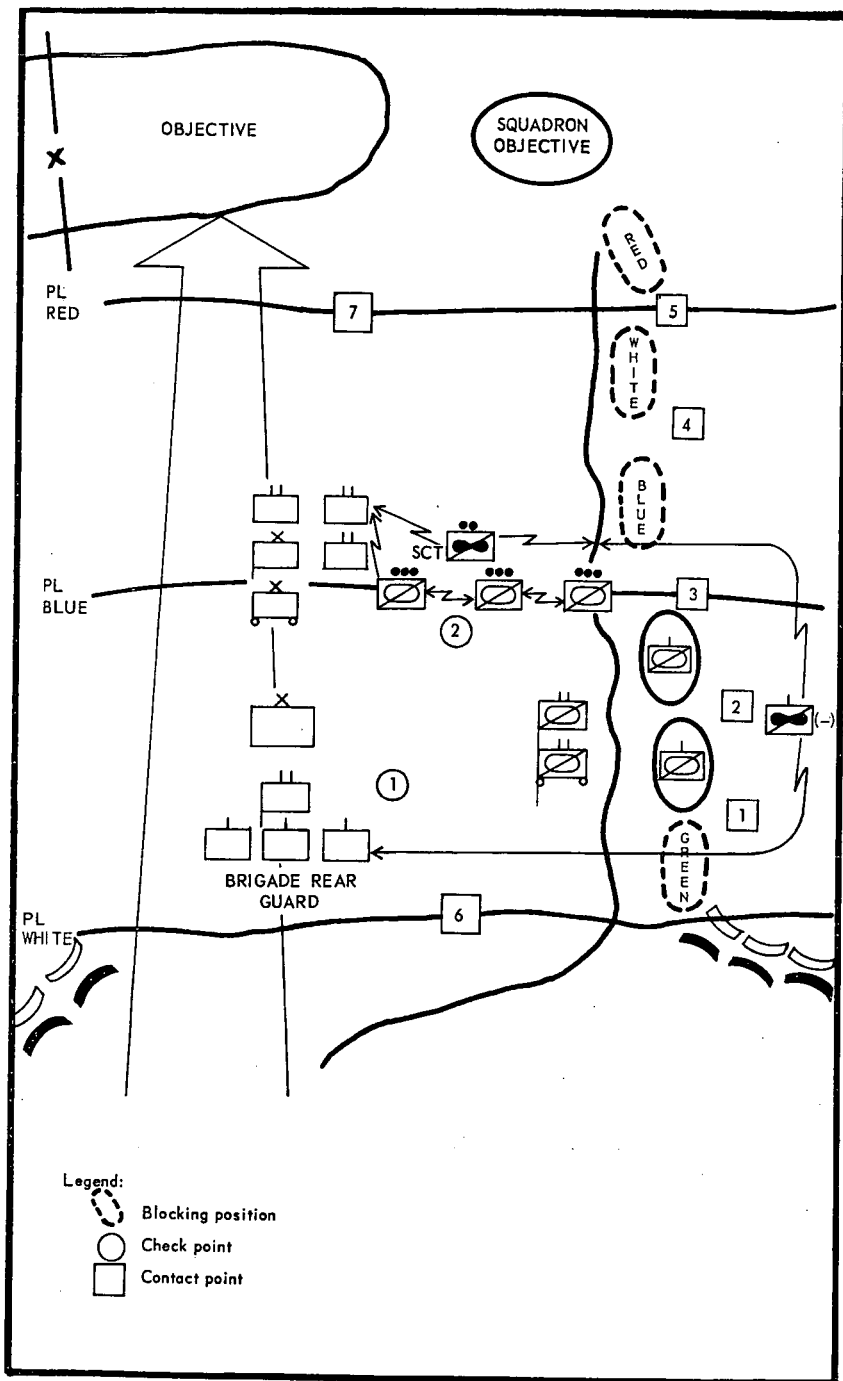 OBJECTIVE
SQUADRON
OBJECTIVE
X
RED
PL
RED
7
5
WHITE
4
BLUE
SCT
PL
BLUE
3
2
2
(–)
1
1
GREEN
BRIGADE REAR
GUARD
PL
WHITE
6
Legend:
Blocking position
Check point
Contact point